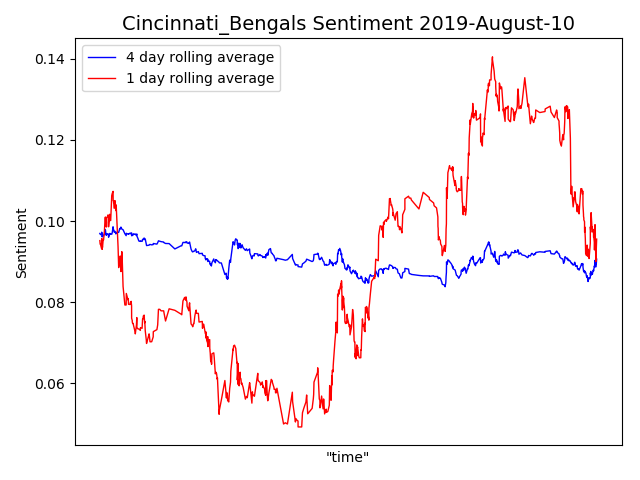 Cincinnati_Bengals Sentiment 2019-August-10
4 day rolling average
1 day rolling average
0.14
0.12
0.10
0.08
0.06
Sentiment
"time"